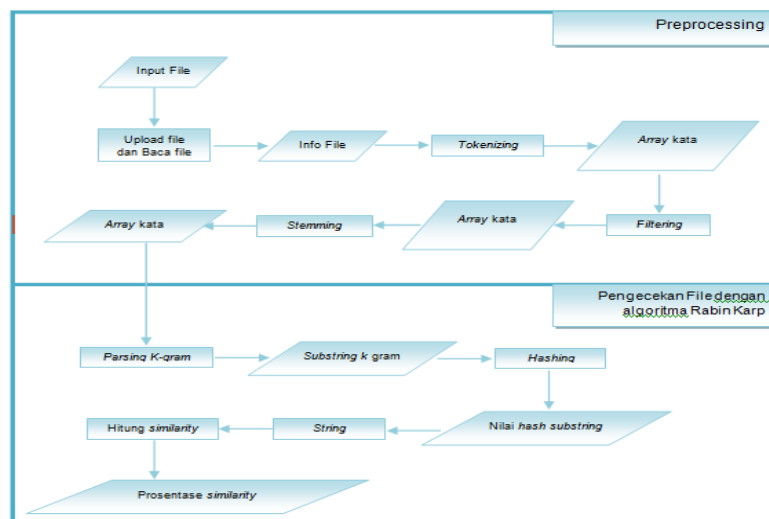 Preprocessing
Input File
Upload file
dan Baca file
Info File
Tokenizing
Array kata
Filtering
Array kata
Stemming
Array kata
Pengecekan File dengan
algoritma Rabin Karp
Parsing K-gram
Substring k gram
Hashing
Nilai hash substring
String
Hitung similarity
Prosentase similarity